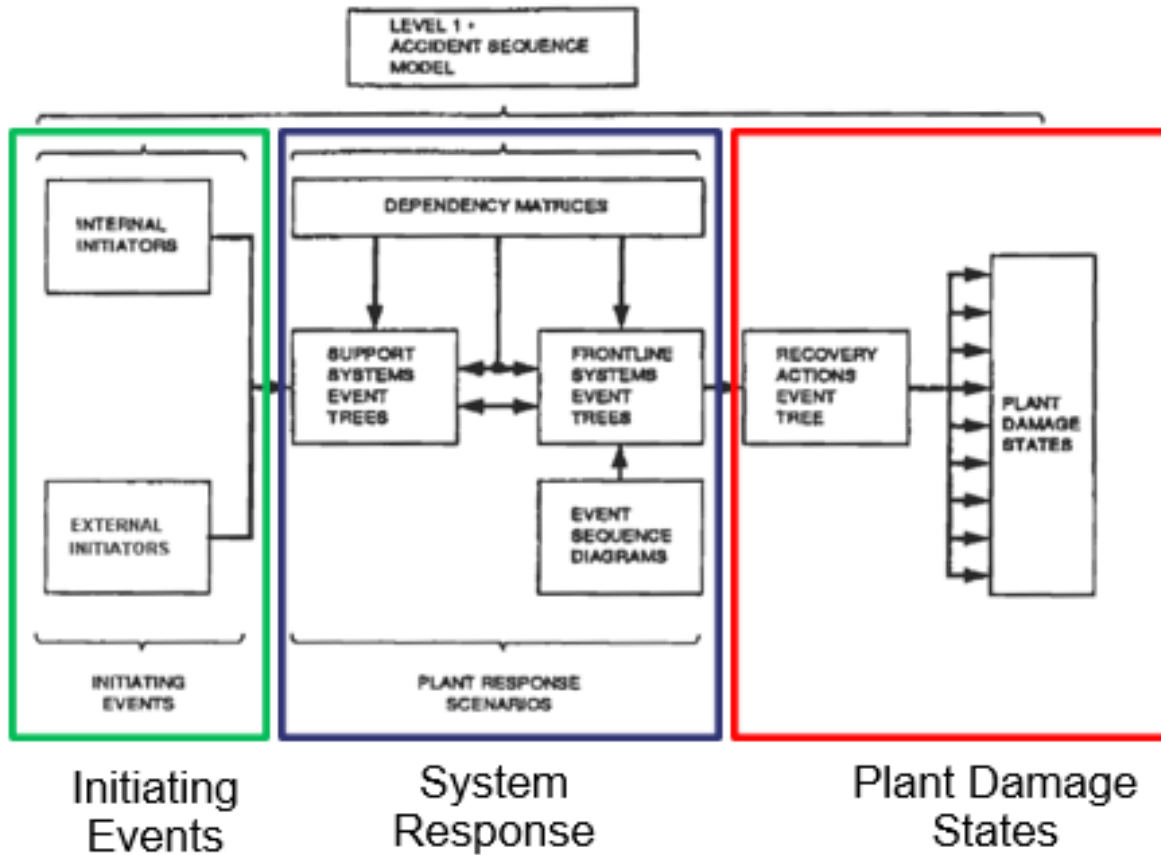 LEVEL 1 •
ACCIDENT SEQUENCE
MODEL
INTERNAL
INITIATORS
EXTERNAL
INITIATORS
INITIATING
EVENTS
DEPENDENCY MATRICES
SUPPORT
SYSTEMS
EVENT
TREES
FRONTLINE
SYSTEMS
EVENT
TREES
EVENT
SEQUENCE
DIAGRAMS
PLANT RESPONSE
SCENARIOS
RECOVERY
ACTIONS
EVENT
TREE
PLANT
DAMAGE
STATES
Initiating
Events
System
Response
Plant Damage
States